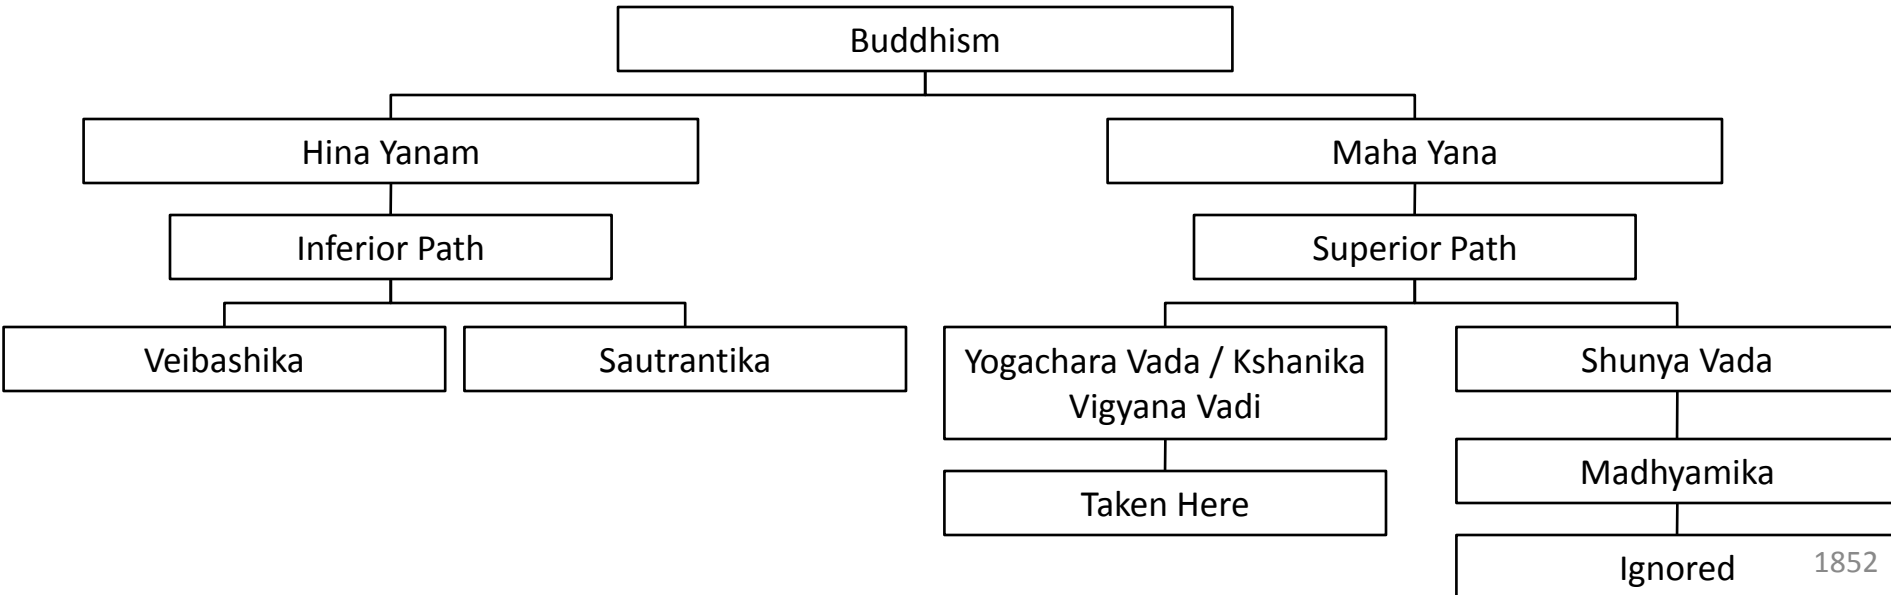 Buddhism
Hina Yanam
Maha Yana
Inferior Path
Superior Path
Veibashika
Sautrantika
Yogachara Vada / Kshanika
Vigyana Vadi
Shunya Vada
Madhyamika
Taken Here
Ignored
1852